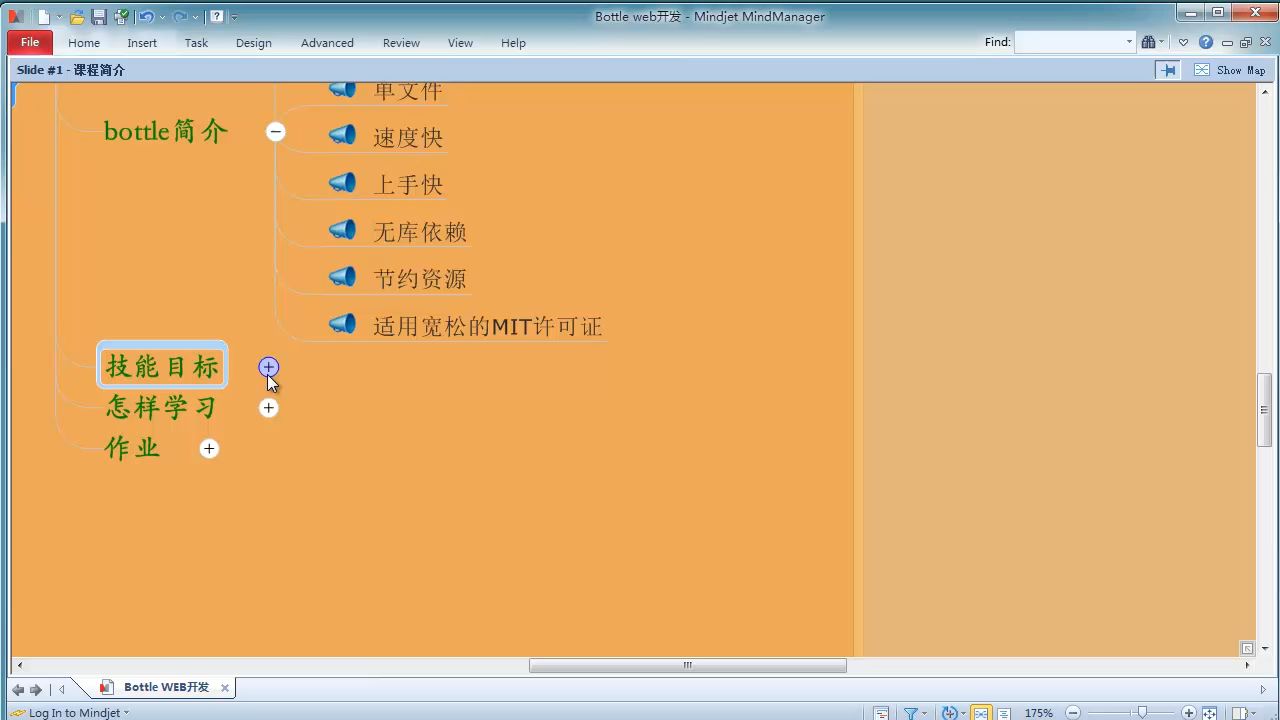 Bottle web开发 - Mindjet MindManager
File Home Insert Task Design Advanced Review View Help Find:
Slide #1 - 课程简介 Show Map
单文件
bottle简介
速度快
上手快
无库依赖
节约资源
适用宽松的MIT许可证
技能目标
怎样学习
作业
Bottle WEB开发
Log In to Mindjet 175%